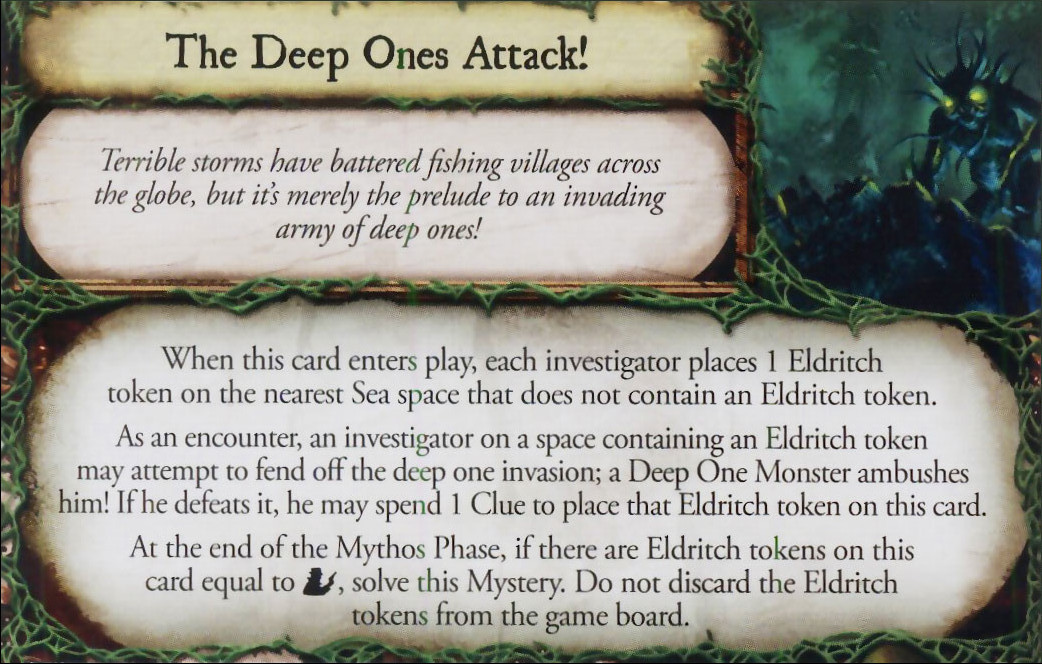 The Deep Ones Attack!
Terrible storms have battered fishing villages across
the globe, but it's merely the prelude to an invading
army of deep ones!
When this card enters play, each investigator places 1 Eldritch
token on the nearest Sea space that does not contain an Eldritch token.
As an encounter, an investigator on a space containing an Eldritch token
may attempt to fend off the deep one invasion; a Deep One Monster ambushes
him! If he defeats it, he may spend 1 Clue to place that Eldritch token on this card.
At the end of the Mythos Phase, if there are Eldritch tokens on this
card equal to , solve this Mystery. Do not discard the Eldritch
tokens from the game board.